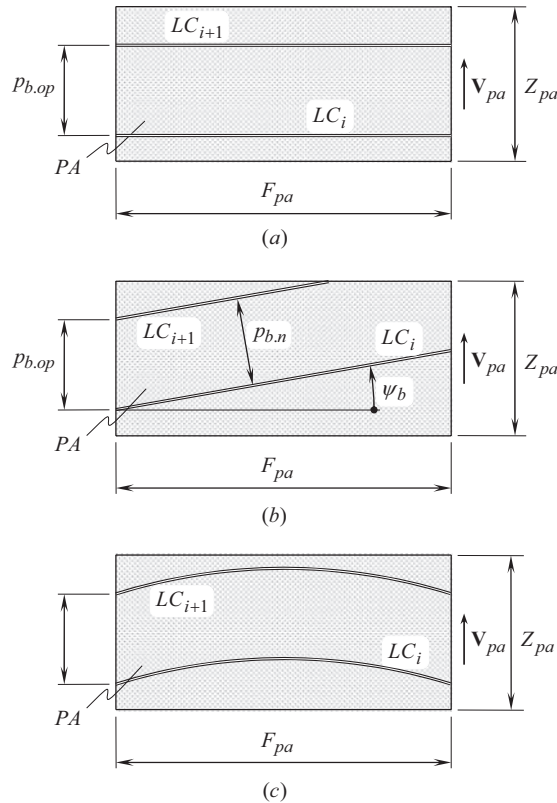 LC_{i+1}
p_{b.op}
V_{pa}
Z_{pa}
LC_i
PA
F_{pa}
(a)
LC_{i+1}
p_{b.n}
LC_i
p_{b.op}
V_{pa}
Z_{pa}
ψ_b
PA
F_{pa}
(b)
LC_{i+1}
V_{pa}
Z_{pa}
LC_i
PA
F_{pa}
(c)